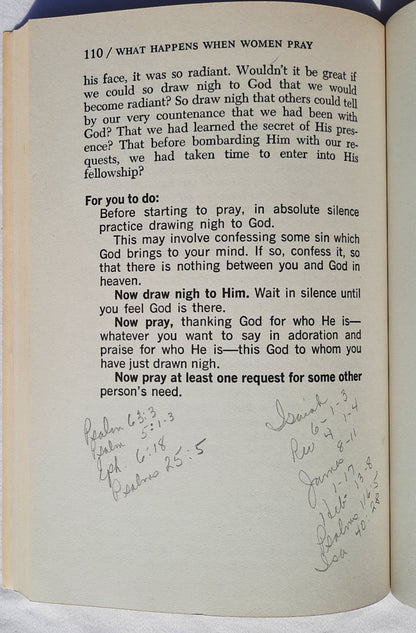 110 / WHAT HAPPENS WHEN WOMEN PRAY
his face, it was so radiant. Wouldn't it be great if
we could so draw nigh to God that we would
become radiant? So draw nigh that others could tell
by our very countenance that we had been with
God? That we had learned the secret of His pres-
ence? That before bombarding Him with our re-
quests, we had taken time to enter into His
fellowship?
For you to do:
Before starting to pray, in absolute silence
practice drawing nigh to God.
This may involve confessing some sin which
God brings to your mind. If so, confess it, so
that there is nothing between you and God in
heaven.
Now draw nigh to Him. Wait in silence until
you feel God is there.
Now pray, thanking God for who He is—
whatever you want to say in adoration and
praise for who He is—this God to whom you
have just drawn nigh.
Now pray at least one request for some other
person's need.
Psalm 63:3
Psalm 5:1-3
Eph. 6:18
Psalms 25:5
Isaiah
6-1-3
Rev 4 1-4
James 8-11
1-17
Heb. 13-8
Psalms 116-5
Isa 40-28